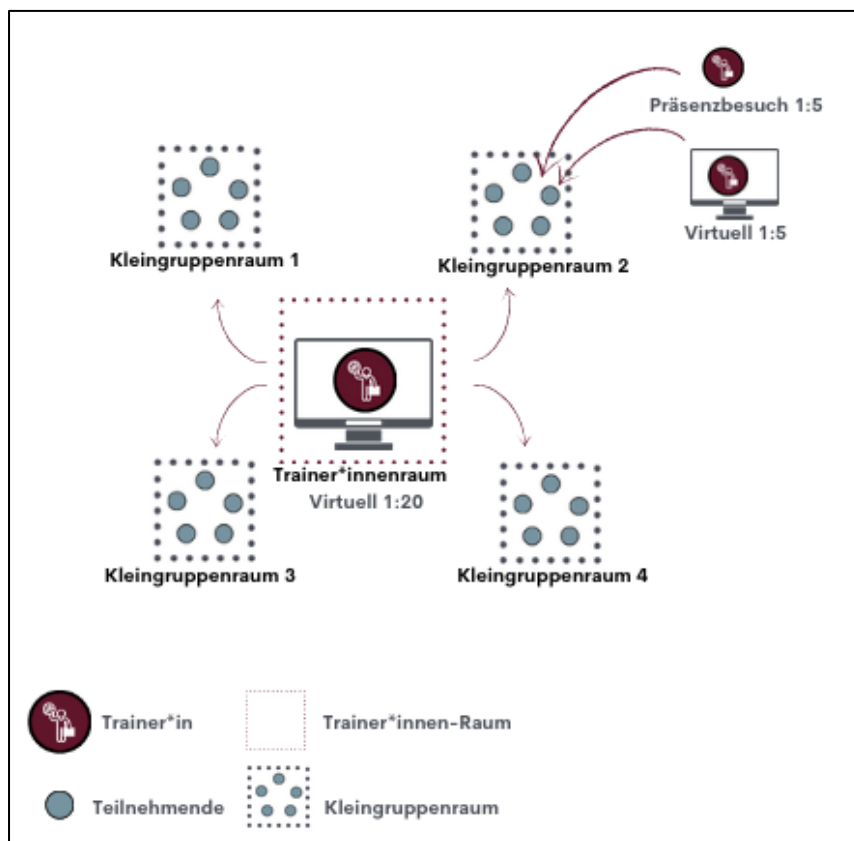 Präsenzbesuch 1:5
Virtuell 1:5
Kleingruppenraum 1
Kleingruppenraum 2
Trainer*innenraum
Virtuell 1:20
Kleingruppenraum 3
Kleingruppenraum 4
Trainer*in
Trainer*innen-Raum
Teilnehmende
Kleingruppenraum